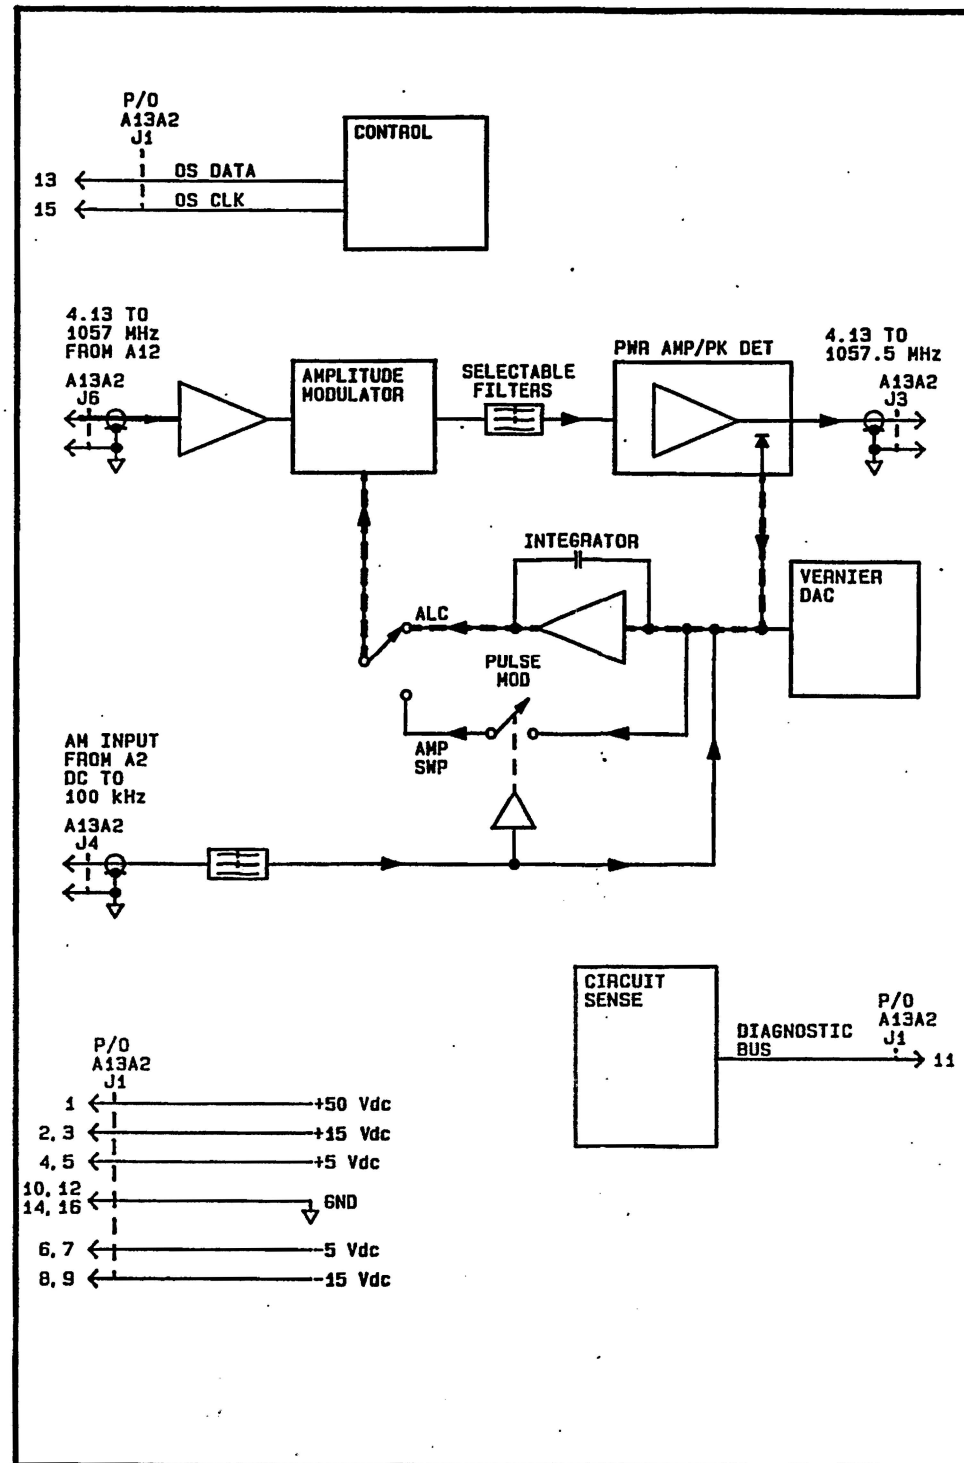 P/O
A13A2
J1
CONTROL
13
OS DATA
15
OS CLK
4.13 TO
1057 MHz
FROM A12
A13A2
J6
AMPLITUDE
MODULATOR
SELECTABLE
FILTERS
PWR AMP/PK DET
4.13 TO
1057.5 MHz
A13A2
J3
INTEGRATOR
VERNIER
DAC
ALC
PULSE
MOD
AMP
SWP
AM INPUT
FROM A2
DC TO
100 kHz
A13A2
J4
CIRCUIT
SENSE
DIAGNOSTIC
BUS
P/O
A13A2
J1
11
P/O
A13A2
J1
1
+50 Vdc
2, 3
+15 Vdc
4, 5
+5 Vdc
10, 12
14, 16
GND
6, 7
-5 Vdc
8, 9
-15 Vdc